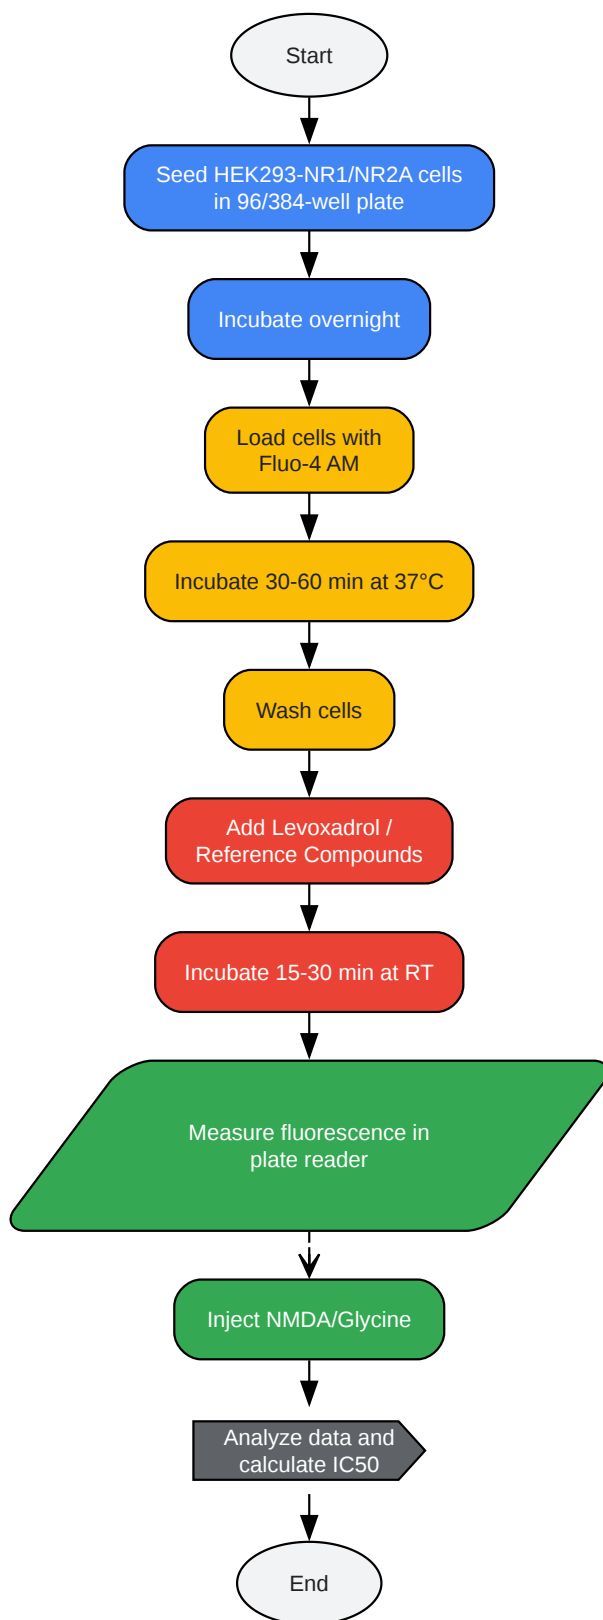 Start
Seed HEK293-NR1/NR2A cells
in 96/384-well plate
Incubate overnight
Load cells with
Fluo-4 AM
Incubate 30-60 min at 37°C
Wash cells
Add Levoxadrol /
Reference Compounds
Incubate 15-30 min at RT
Measure fluorescence in
plate reader
Inject NMDA/Glycine
Analyze data and
calculate IC50
End